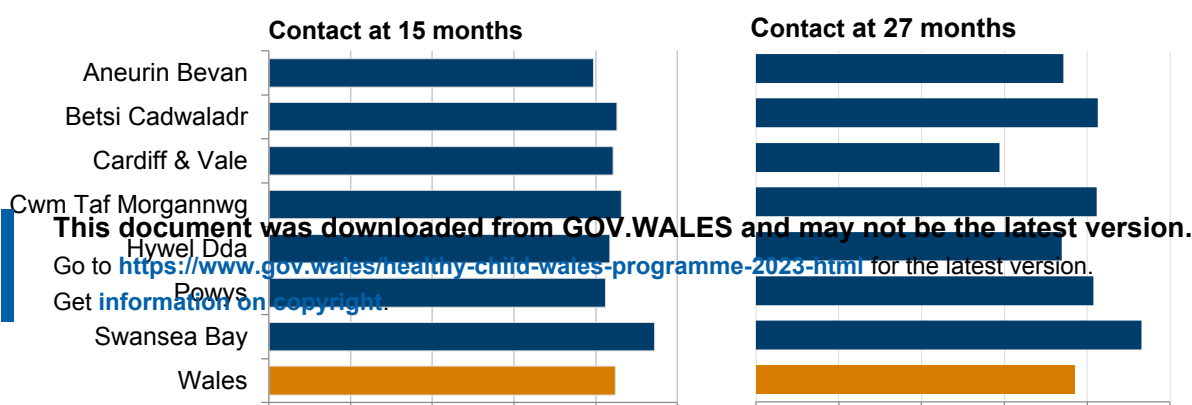 Contact at 15 months
Contact at 27 months
Aneurin Bevan
Betsi Cadwaladr
Cardiff & Vale
Cwm Taf Morgannwg
This document was downloaded from GOV.WALES and may not be the latest version.
Hywel Dda
Go to https://www.gov.wales/healthy-child-wales-programme-2023-html for the latest version.
Powys
Get information on copyright.
Swansea Bay
Wales